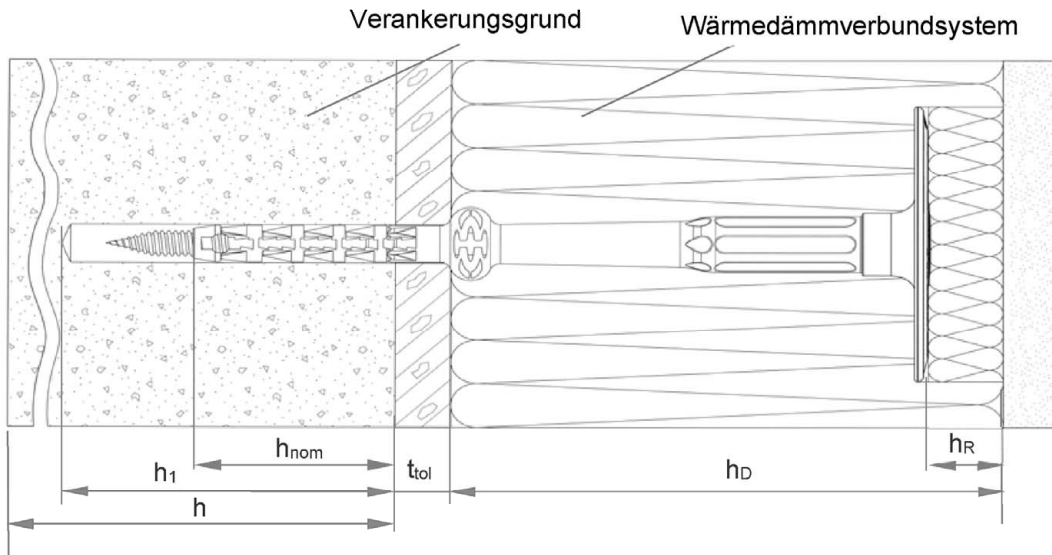 Verankerungsgrund
Wärmedämmverbundsystem
hnom
hR
h1
ttol
hD
h